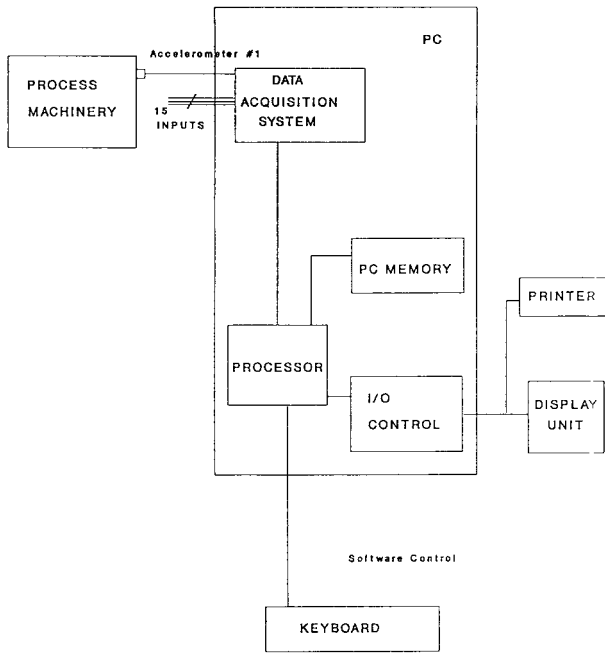 PC
Accelerometer #1
PROCESS
MACHINERY
DATA
ACQUISITION
SYSTEM
15
INPUTS
PC MEMORY
PRINTER
PROCESSOR
I/O
CONTROL
DISPLAY
UNIT
Software Control
KEYBOARD